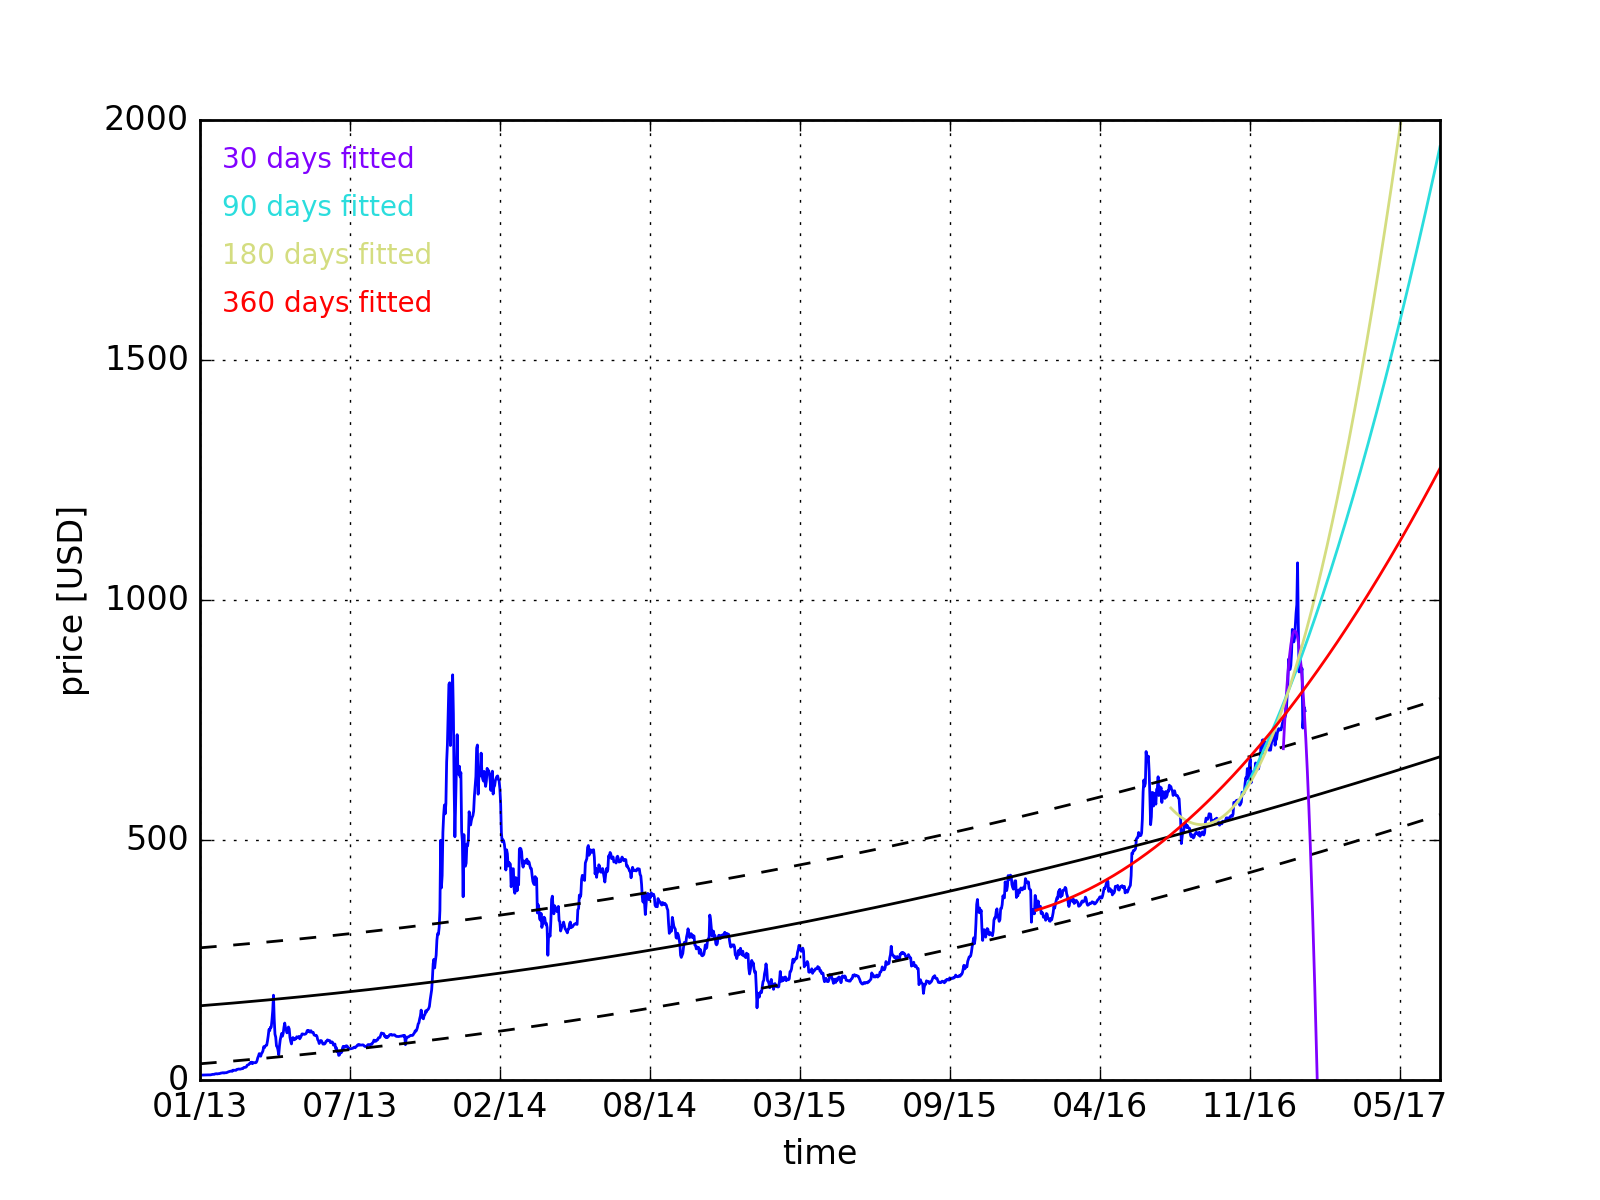 2000
30 days fitted
90 days fitted
180 days fitted
360 days fitted
1500
price [USD]
1000
500
0
01/13 07/13 02/14 08/14 03/15 09/15 04/16 11/16 05/17
time